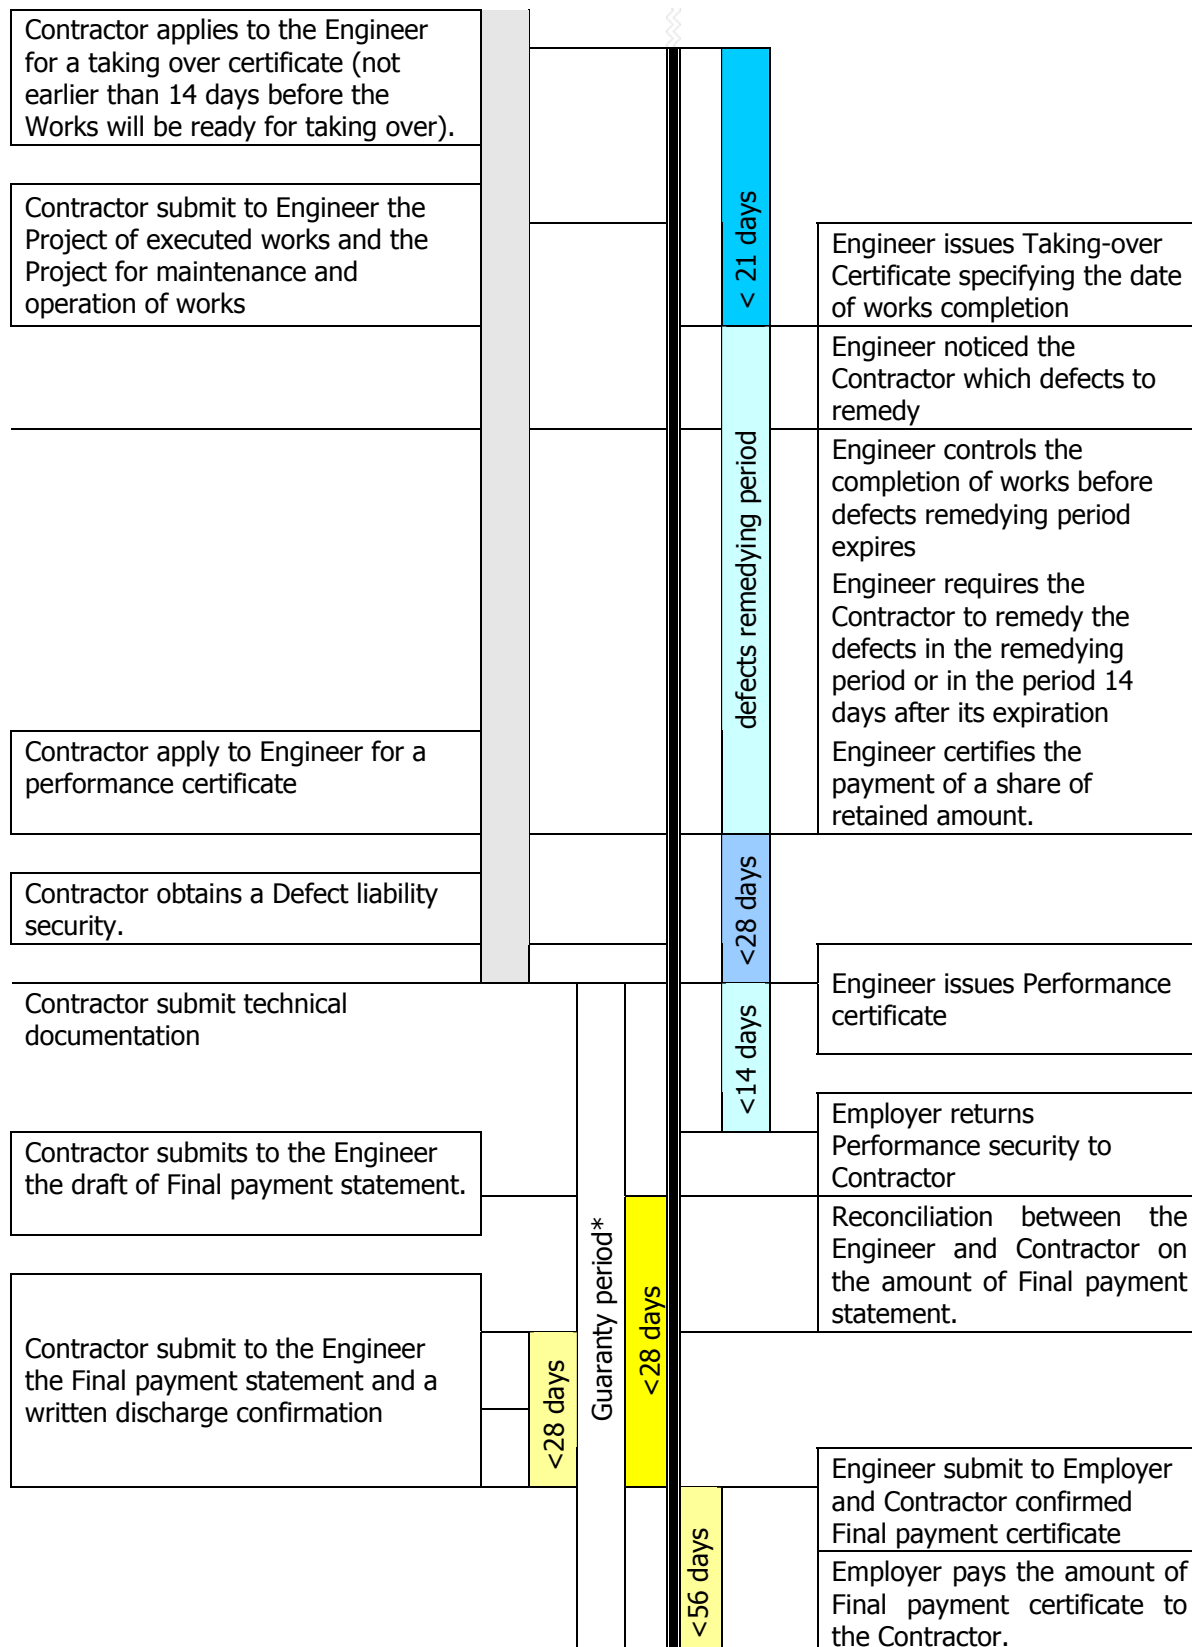 Contractor applies to the Engineer
for a taking over certificate (not
earlier than 14 days before the
Works will be ready for taking over).
Contractor submit to Engineer the
Project of executed works and the
Project for maintenance and
operation of works
< 21 days
Engineer issues Taking-over
Certificate specifying the date
of works completion
Engineer noticed the
Contractor which defects to
remedy
defects remedying period
Engineer controls the
completion of works before
defects remedying period
expires
Engineer requires the
Contractor to remedy the
defects in the remedying
period or in the period 14
days after its expiration
Contractor apply to Engineer for a
performance certificate
Engineer certifies the
payment of a share of
retained amount.
Contractor obtains a Defect liability
security.
<28 days
Engineer issues Performance
certificate
Contractor submit technical
documentation
<14 days
Employer returns
Performance security to
Contractor
Contractor submits to the Engineer
the draft of Final payment statement.
Reconciliation between the
Engineer and Contractor on
the amount of Final payment
statement.
Guaranty period*
<28 days
Contractor submit to the Engineer
the Final payment statement and a
written discharge confirmation
<28 days
Engineer submit to Employer
and Contractor confirmed
Final payment certificate
<56 days
Employer pays the amount of
Final payment certificate to
the Contractor.